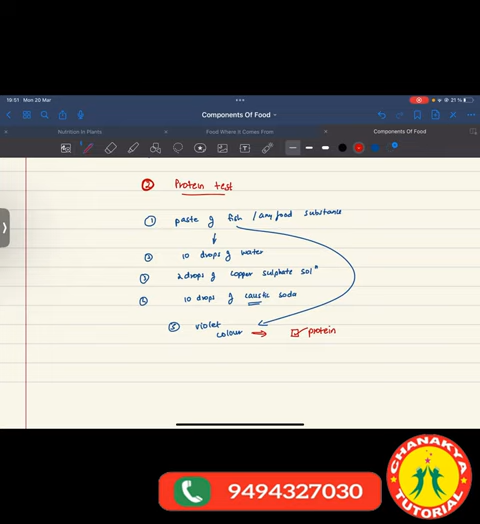 19:01 Mon 20 Mar
21 %
Components Of Food
Nutrition In Plants
Food Where It Comes From
Components Of Food
② Protein test
① paste of fish / any food substance
② 10 drops of water
③ 2 drops of copper sulphate solⁿ
④ 10 drops of caustic soda
⑤ violet
colour → protein
9494327030
CHANAKYA
TUTORIAL